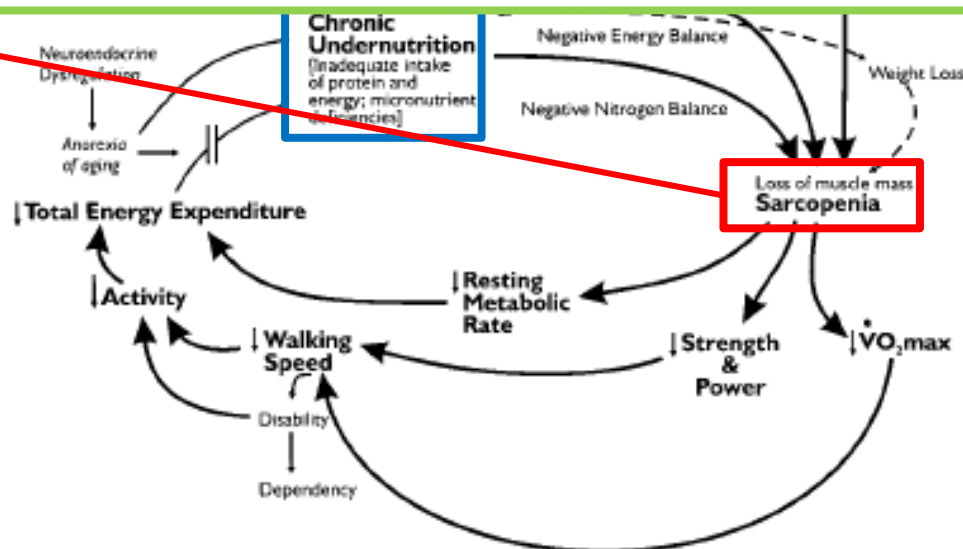 Chronic
Undernutrition
[Inadequate intake
of protein and
energy; micronutrient
deficiencies]
Neuroendocrine
Dysregulation
Anorexia
of aging
Negative Energy Balance
Weight Loss
Negative Nitrogen Balance
Loss of muscle mass
Sarcopenia
↓Total Energy Expenditure
↓Activity
↓Resting
Metabolic
Rate
↓Walking
Speed
↓Strength
&
Power
↓V̇O₂max
Disability
Dependency